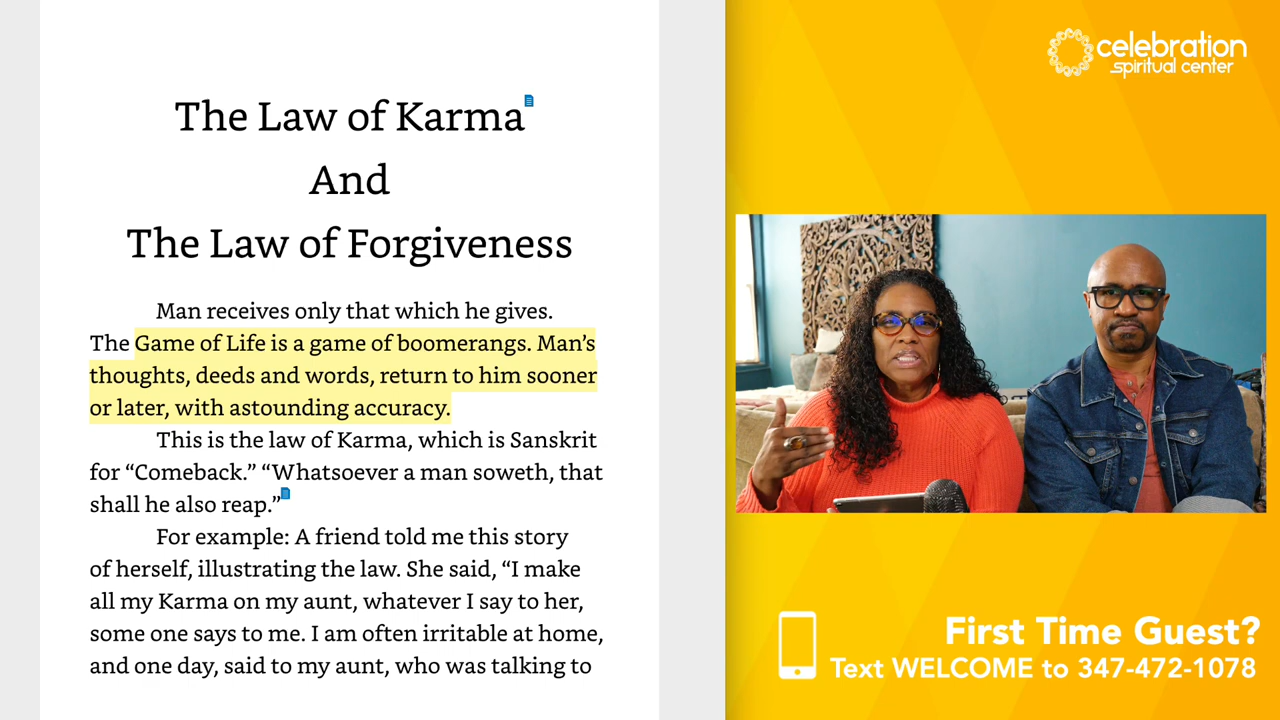 The Law of Karma
And
The Law of Forgiveness
Man receives only that which he gives.
The Game of Life is a game of boomerangs. Man’s
thoughts, deeds and words, return to him sooner
or later, with astounding accuracy.
This is the law of Karma, which is Sanskrit
for “Comeback.” “Whatsoever a man soweth, that
shall he also reap.”
For example: A friend told me this story
of herself, illustrating the law. She said, “I make
all my Karma on my aunt, whatever I say to her,
some one says to me. I am often irritable at home,
and one day, said to my aunt, who was talking to
celebration
spiritual center
First Time Guest?
Text WELCOME to 347-472-1078